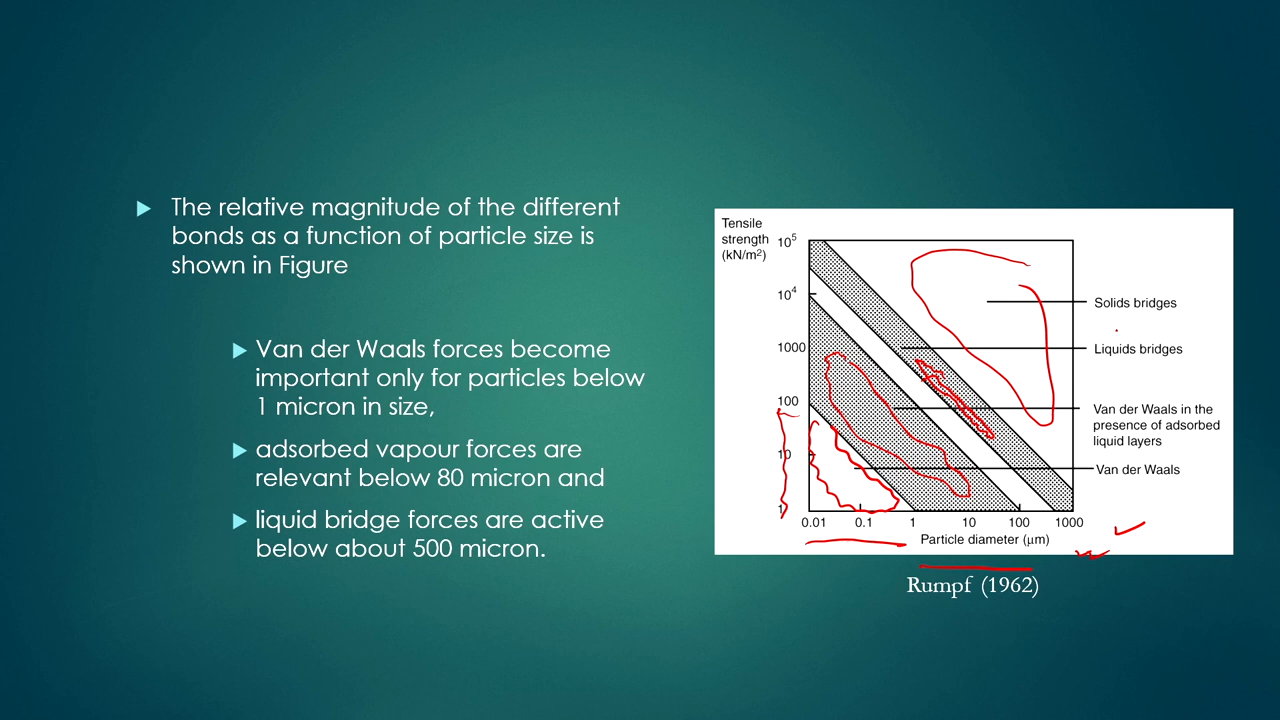 The relative magnitude of the different
bonds as a function of particle size is
shown in Figure
Van der Waals forces become
important only for particles below
1 micron in size,
adsorbed vapour forces are
relevant below 80 micron and
liquid bridge forces are active
below about 500 micron.
Tensile
strength
(kN/m²)
10⁵
10⁴
1000
100
10
1
0.01 0.1 1 10 100 1000
Particle diameter (μm)
Solids bridges
Liquids bridges
Van der Waals in the
presence of adsorbed
liquid layers
Van der Waals
Rumpf (1962)